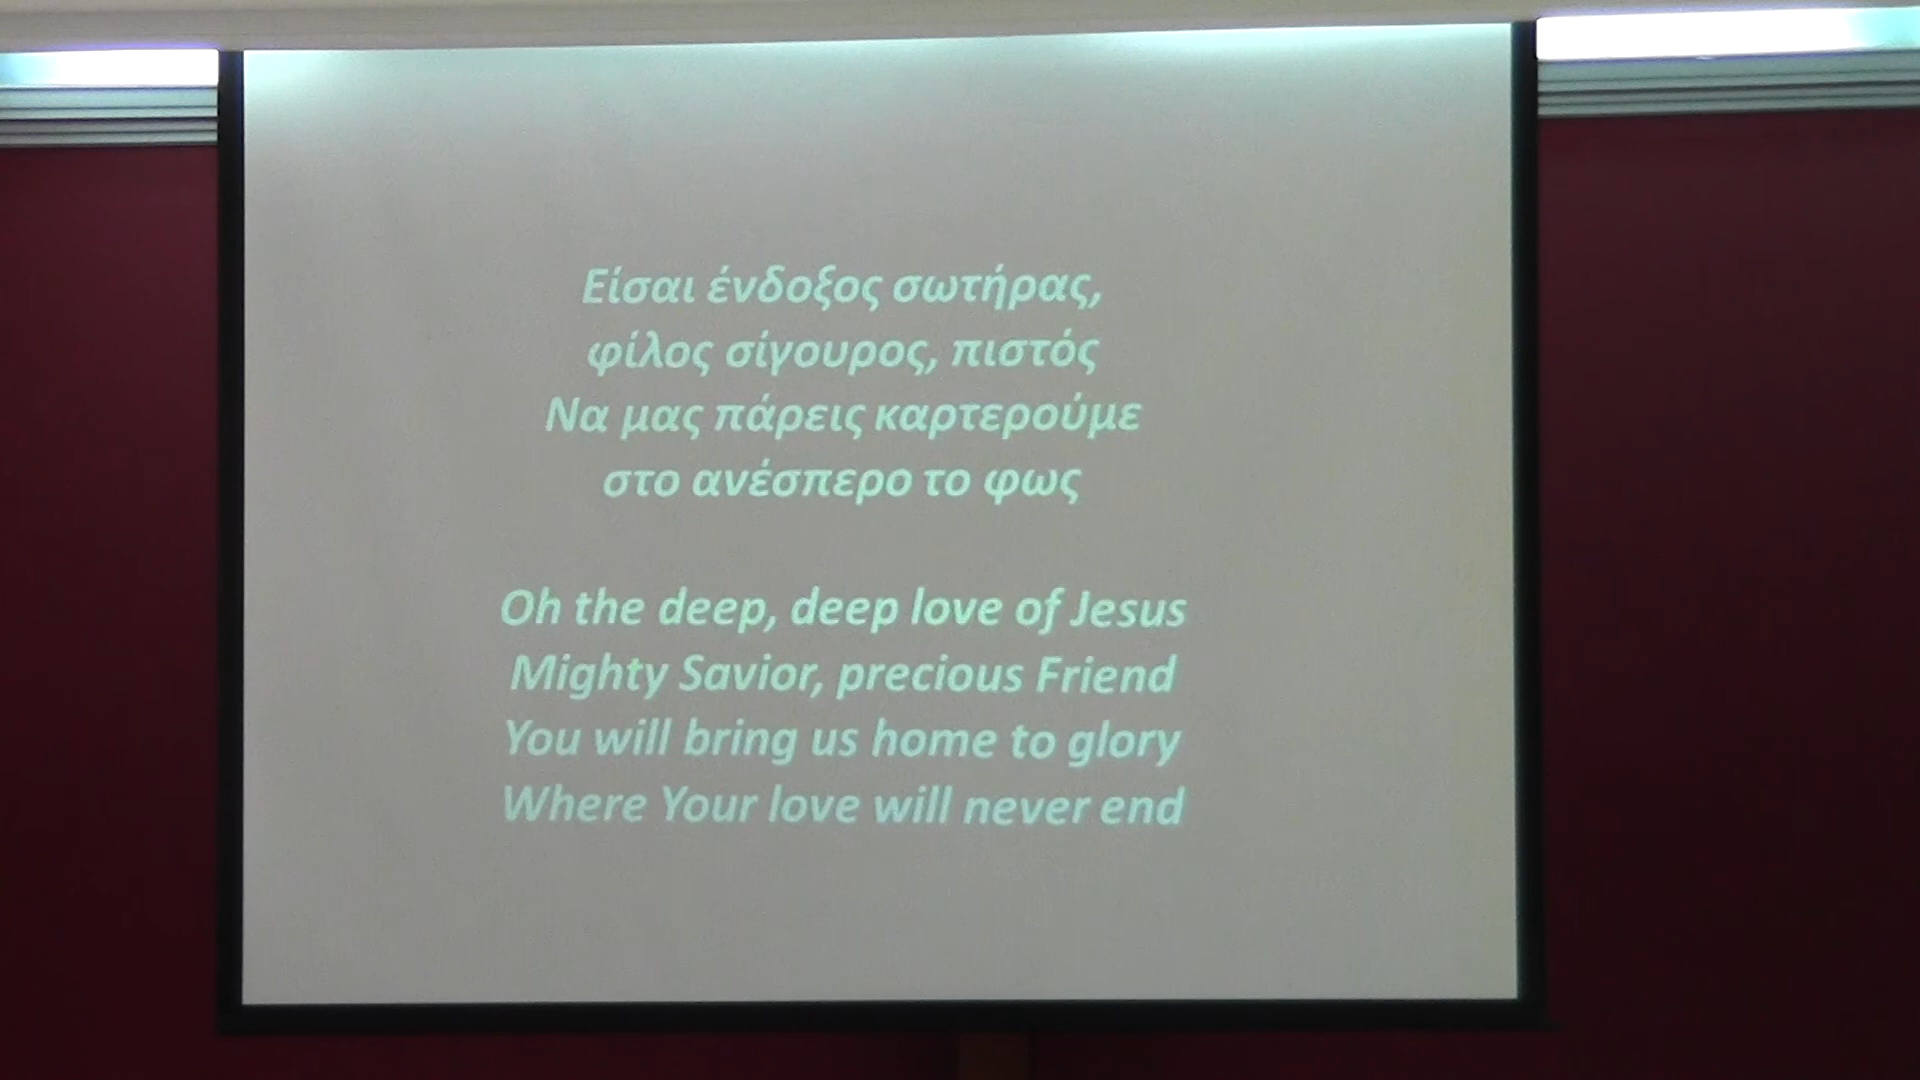 Είσαι ένδοξος σωτήρας,
φίλος σίγουρος, πιστός
Να μας πάρεις καρτερούμε
στο ανέσπερο το φως
Oh the deep, deep love of Jesus
Mighty Savior, precious Friend
You will bring us home to glory
Where Your love will never end